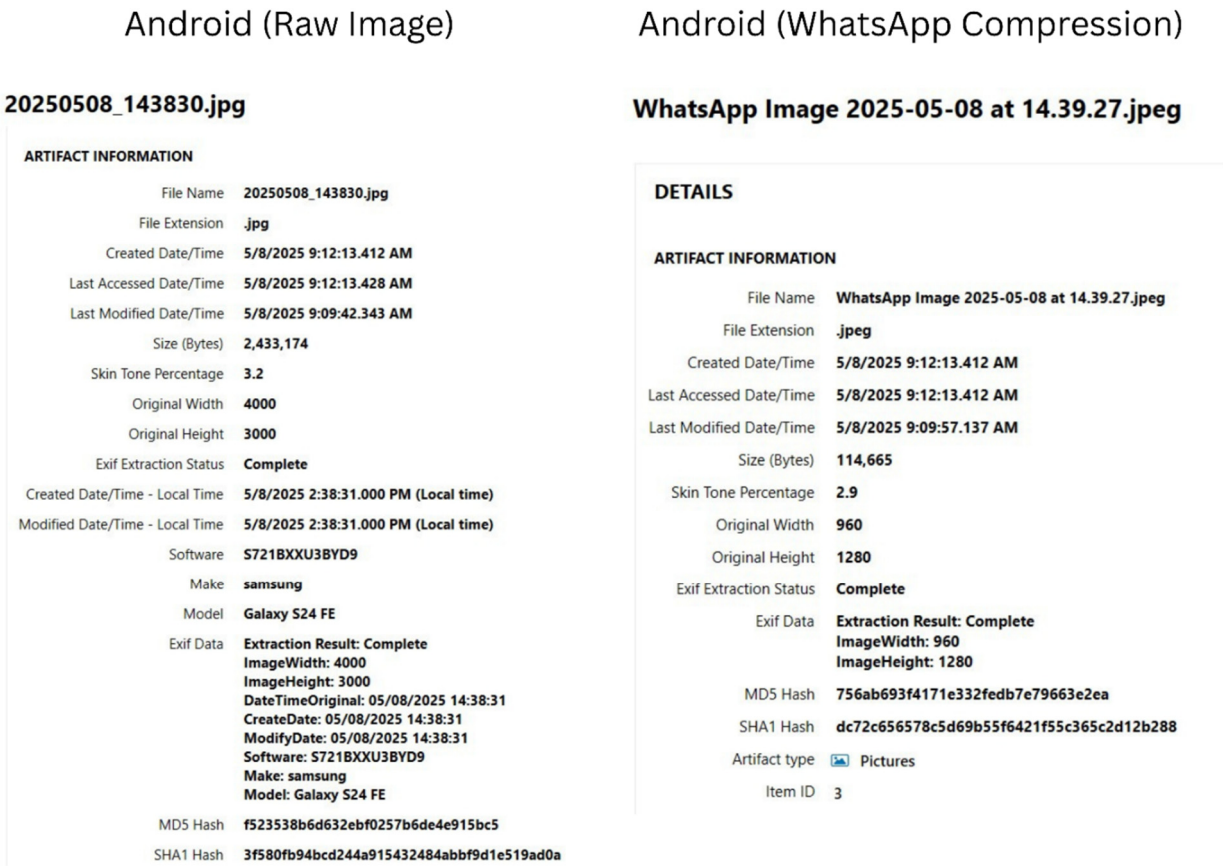 Android (Raw Image)
20250508_143830.jpg
ARTIFACT INFORMATION
File Name 20250508_143830.jpg
File Extension .jpg
Created Date/Time 5/8/2025 9:12:13.412 AM
Last Accessed Date/Time 5/8/2025 9:12:13.428 AM
Last Modified Date/Time 5/8/2025 9:09:42.343 AM
Size (Bytes) 2,433,174
Skin Tone Percentage 3.2
Original Width 4000
Original Height 3000
Exif Extraction Status Complete
Created Date/Time - Local Time 5/8/2025 2:38:31.000 PM (Local time)
Modified Date/Time - Local Time 5/8/2025 2:38:31.000 PM (Local time)
Software S721BXXU3BYD9
Make samsung
Model Galaxy S24 FE
Exif Data Extraction Result: Complete
ImageWidth: 4000
ImageHeight: 3000
DateTimeOriginal: 05/08/2025 14:38:31
CreateDate: 05/08/2025 14:38:31
ModifyDate: 05/08/2025 14:38:31
Software: S721BXXU3BYD9
Make: samsung
Model: Galaxy S24 FE
MD5 Hash f523538b6d632ebf0257b6de4e915bc5
SHA1 Hash 3f580fb94bcd244a915432484abbf9d1e519ad0a
Android (WhatsApp Compression)
WhatsApp Image 2025-05-08 at 14.39.27.jpeg
DETAILS
ARTIFACT INFORMATION
File Name WhatsApp Image 2025-05-08 at 14.39.27.jpeg
File Extension .jpeg
Created Date/Time 5/8/2025 9:12:13.412 AM
Last Accessed Date/Time 5/8/2025 9:12:13.412 AM
Last Modified Date/Time 5/8/2025 9:09:57.137 AM
Size (Bytes) 114,665
Skin Tone Percentage 2.9
Original Width 960
Original Height 1280
Exif Extraction Status Complete
Exif Data Extraction Result: Complete
ImageWidth: 960
ImageHeight: 1280
MD5 Hash 756ab693f4171e332fedb7e79663e2ea
SHA1 Hash dc72c656578c5d69b55f6421f55c365c2d12b288
Artifact type Pictures
Item ID 3